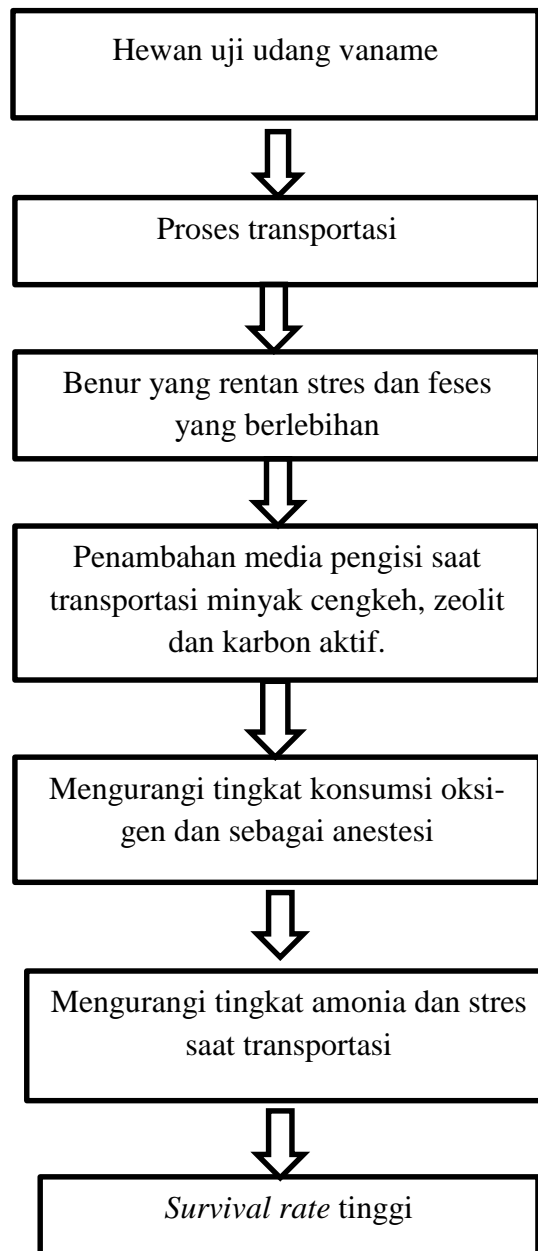 Hewan uji udang vaname
Proses transportasi
Benur yang rentan stres dan feses
yang berlebihan
Penambahan media pengisi saat
transportasi minyak cengkeh, zeolit
dan karbon aktif.
Mengurangi tingkat konsumsi oksi-
gen dan sebagai anestesi
Mengurangi tingkat amonia dan stres
saat transportasi
Survival rate tinggi